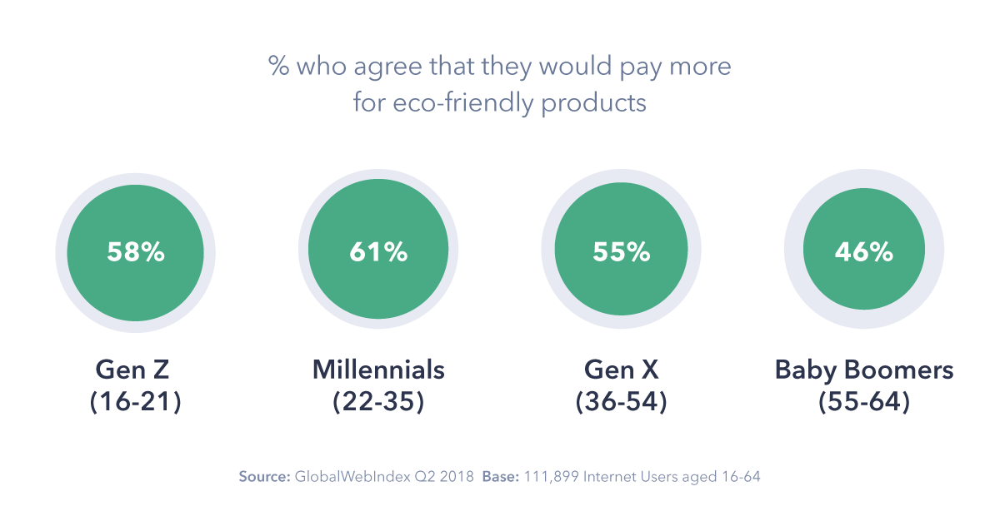 % who agree that they would pay more
for eco-friendly products
58%
61%
55%
46%
Gen Z
(16-21)
Millennials
(22-35)
Gen X
(36-54)
Baby Boomers
(55-64)
Source: GlobalWebIndex Q2 2018 Base: 111,899 Internet Users aged 16-64